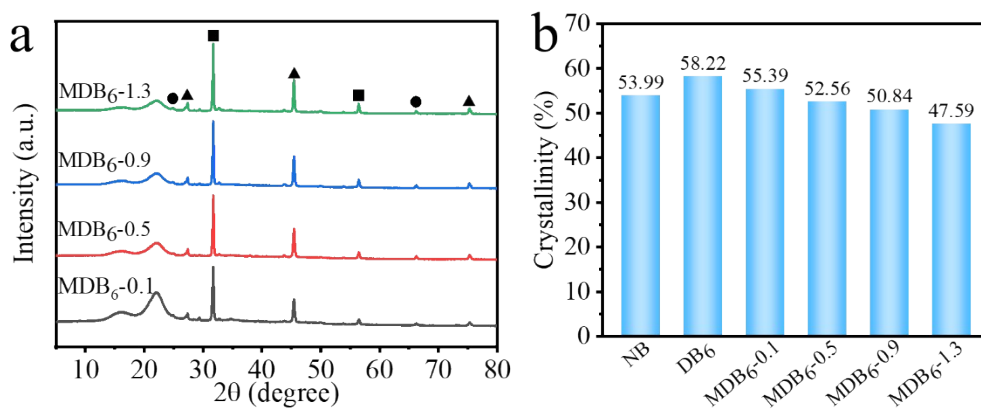 a
Intensity (a.u.)
MDB6-1.3
MDB6-0.9
MDB6-0.5
MDB6-0.1
10 20 30 40 50 60 70 80
2θ (degree)
b
Crystallinity (%)
70
60
50
40
30
20
10
0
53.99 58.22 55.39 52.56 50.84 47.59
NB DB6 MDB6-0.1 MDB6-0.5 MDB6-0.9 MDB6-1.3